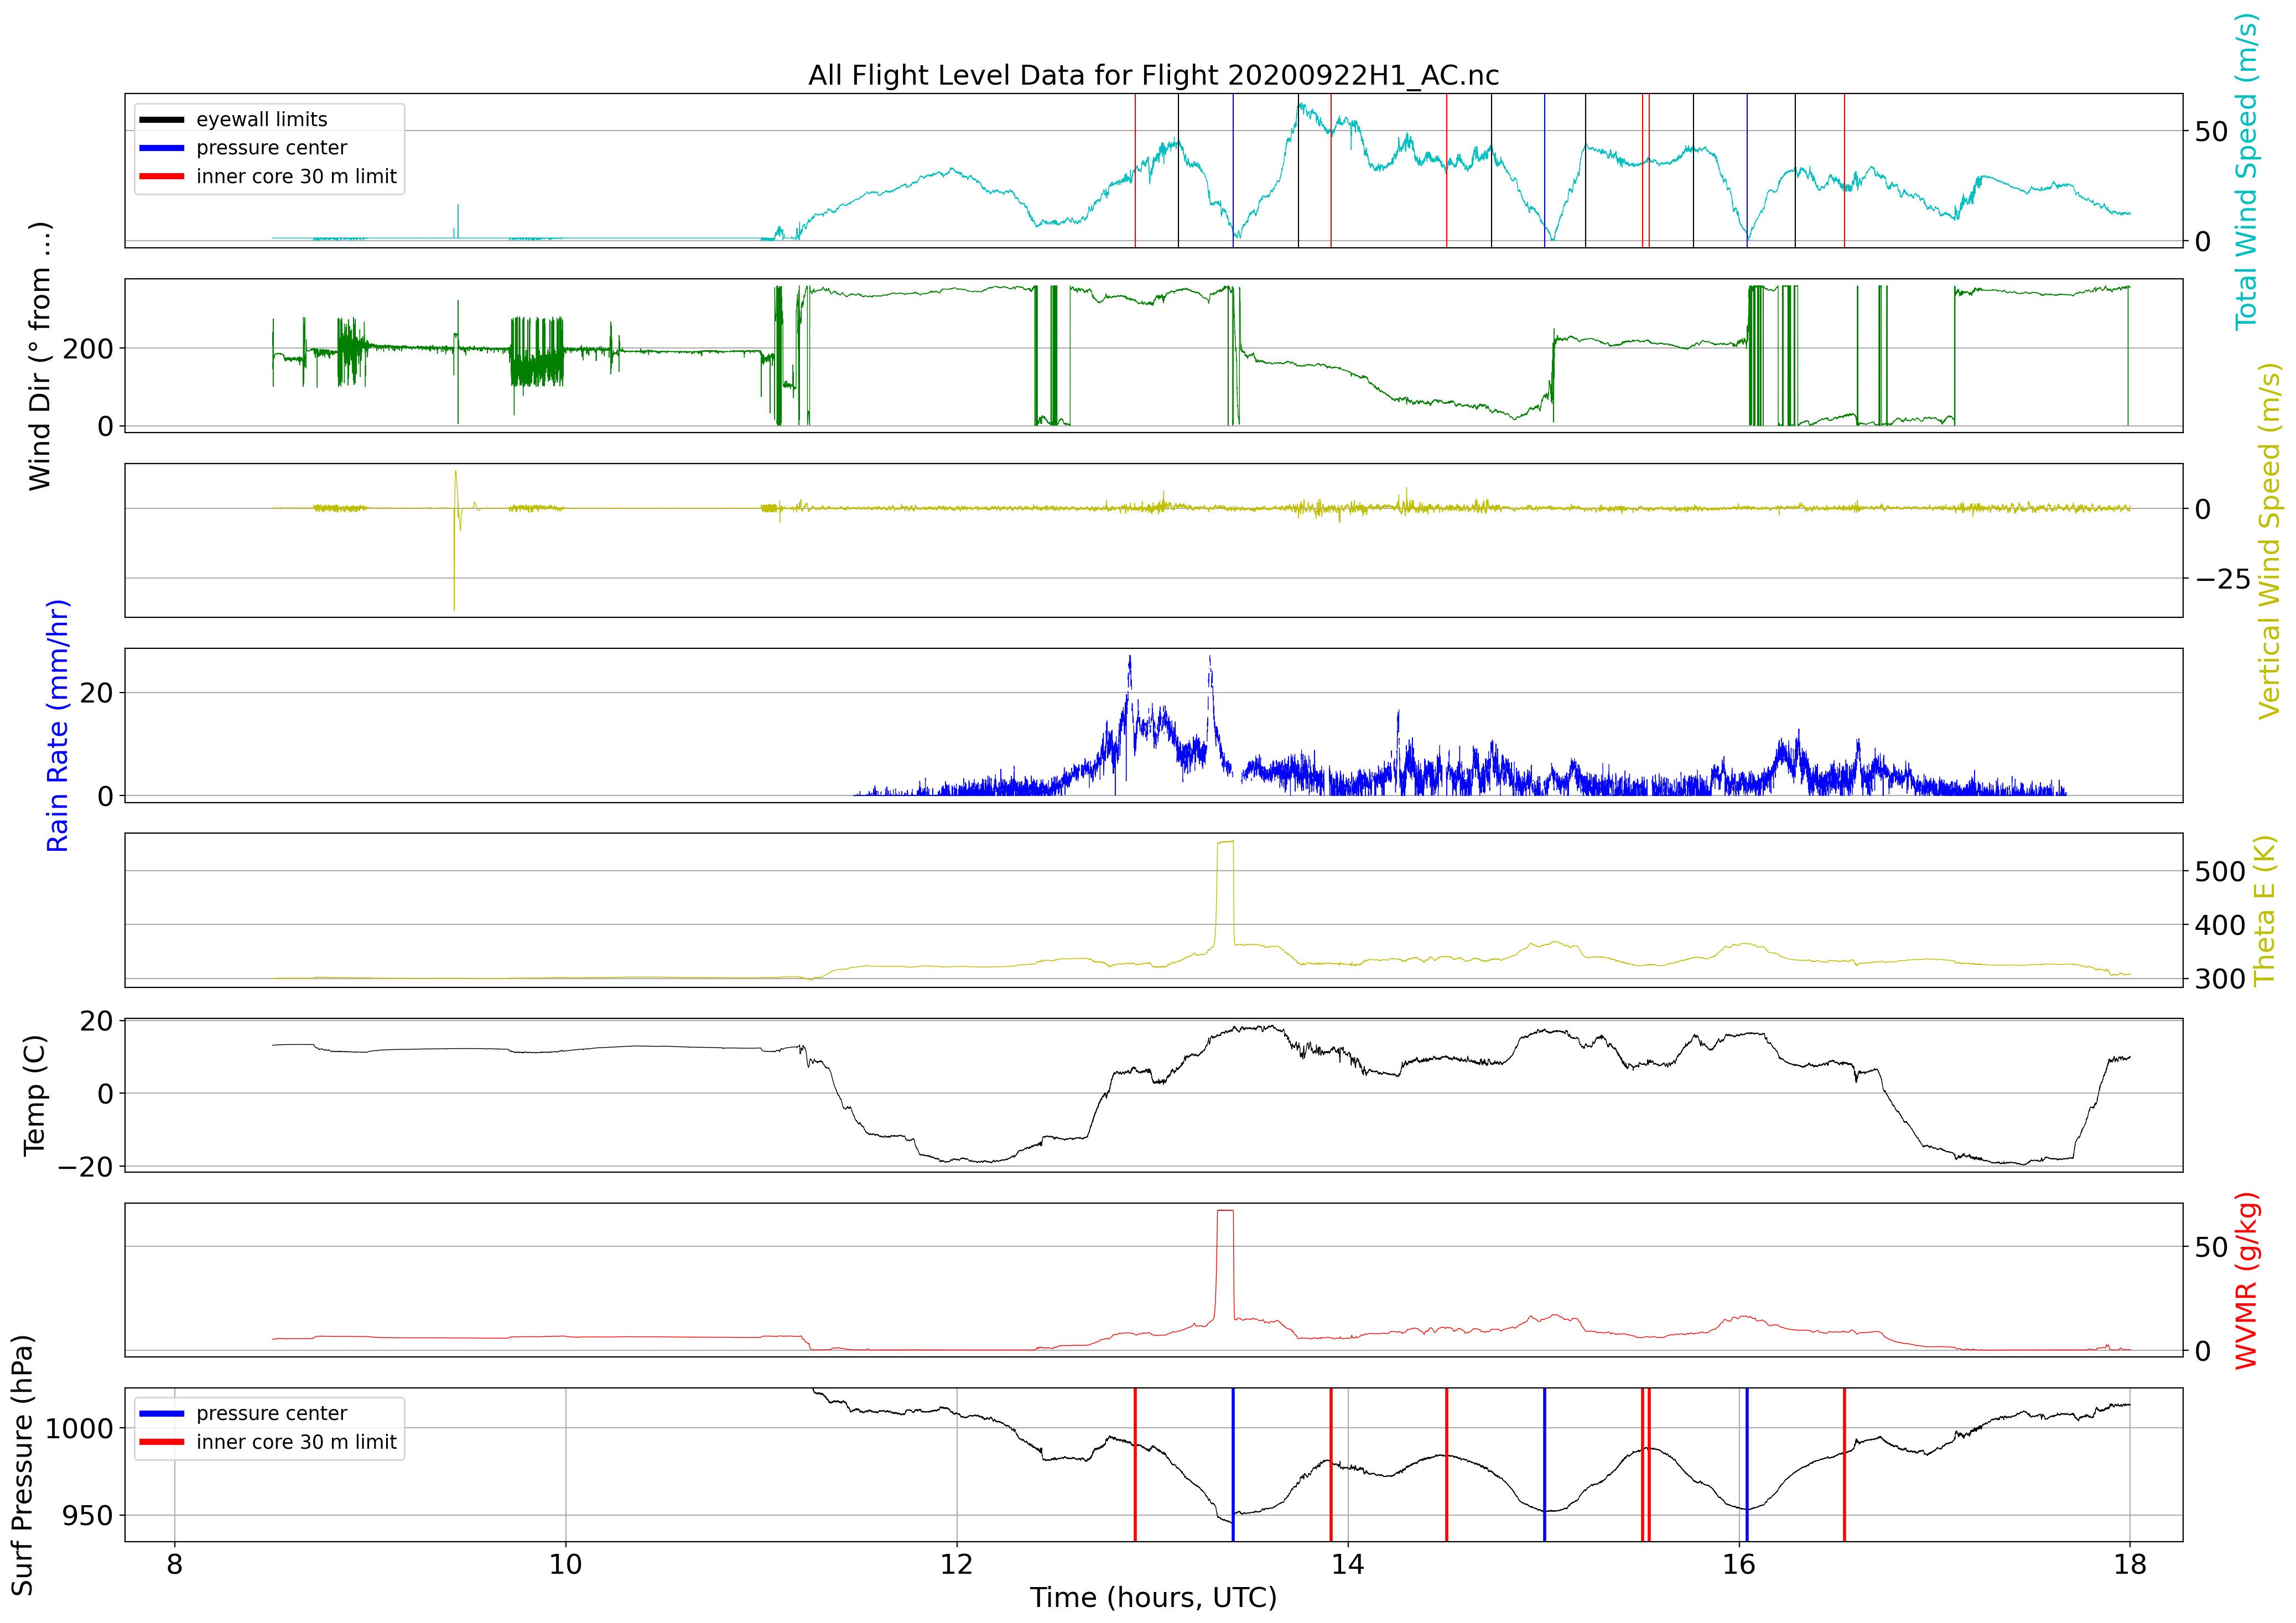 All Flight Level Data for Flight 20200922H1_AC.nc
eyewall limits
pressure center
inner core 30 m limit
50
0
Total Wind Speed (m/s)
Wind Dir (° from ...)
200
0
0
−25
Vertical Wind Speed (m/s)
Rain Rate (mm/hr)
20
0
500
400
300
Theta E (K)
Temp (C)
20
0
−20
50
0
WVMR (g/kg)
Surf Pressure (hPa)
1000
950
pressure center
inner core 30 m limit
8 10 12 14 16 18
Time (hours, UTC)